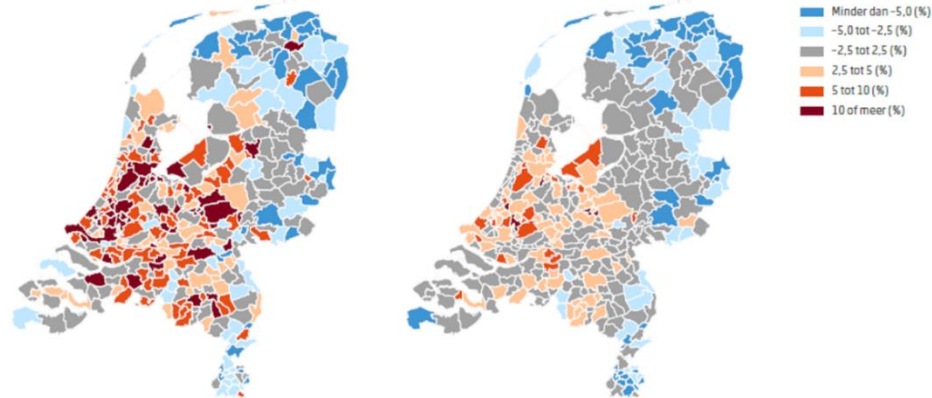 Minder dan –5,0 (%)
–5,0 tot –2,5 (%)
–2,5 tot 2,5 (%)
2,5 tot 5 (%)
5 tot 10 (%)
10 of meer (%)